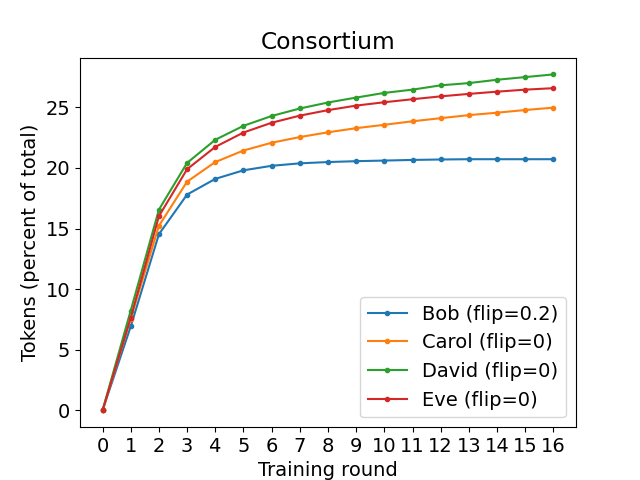 Consortium
Tokens (percent of total)
25
20
15
10
5
0
Bob (flip=0.2)
Carol (flip=0)
David (flip=0)
Eve (flip=0)
0 1 2 3 4 5 6 7 8 9 10 11 12 13 14 15 16
Training round